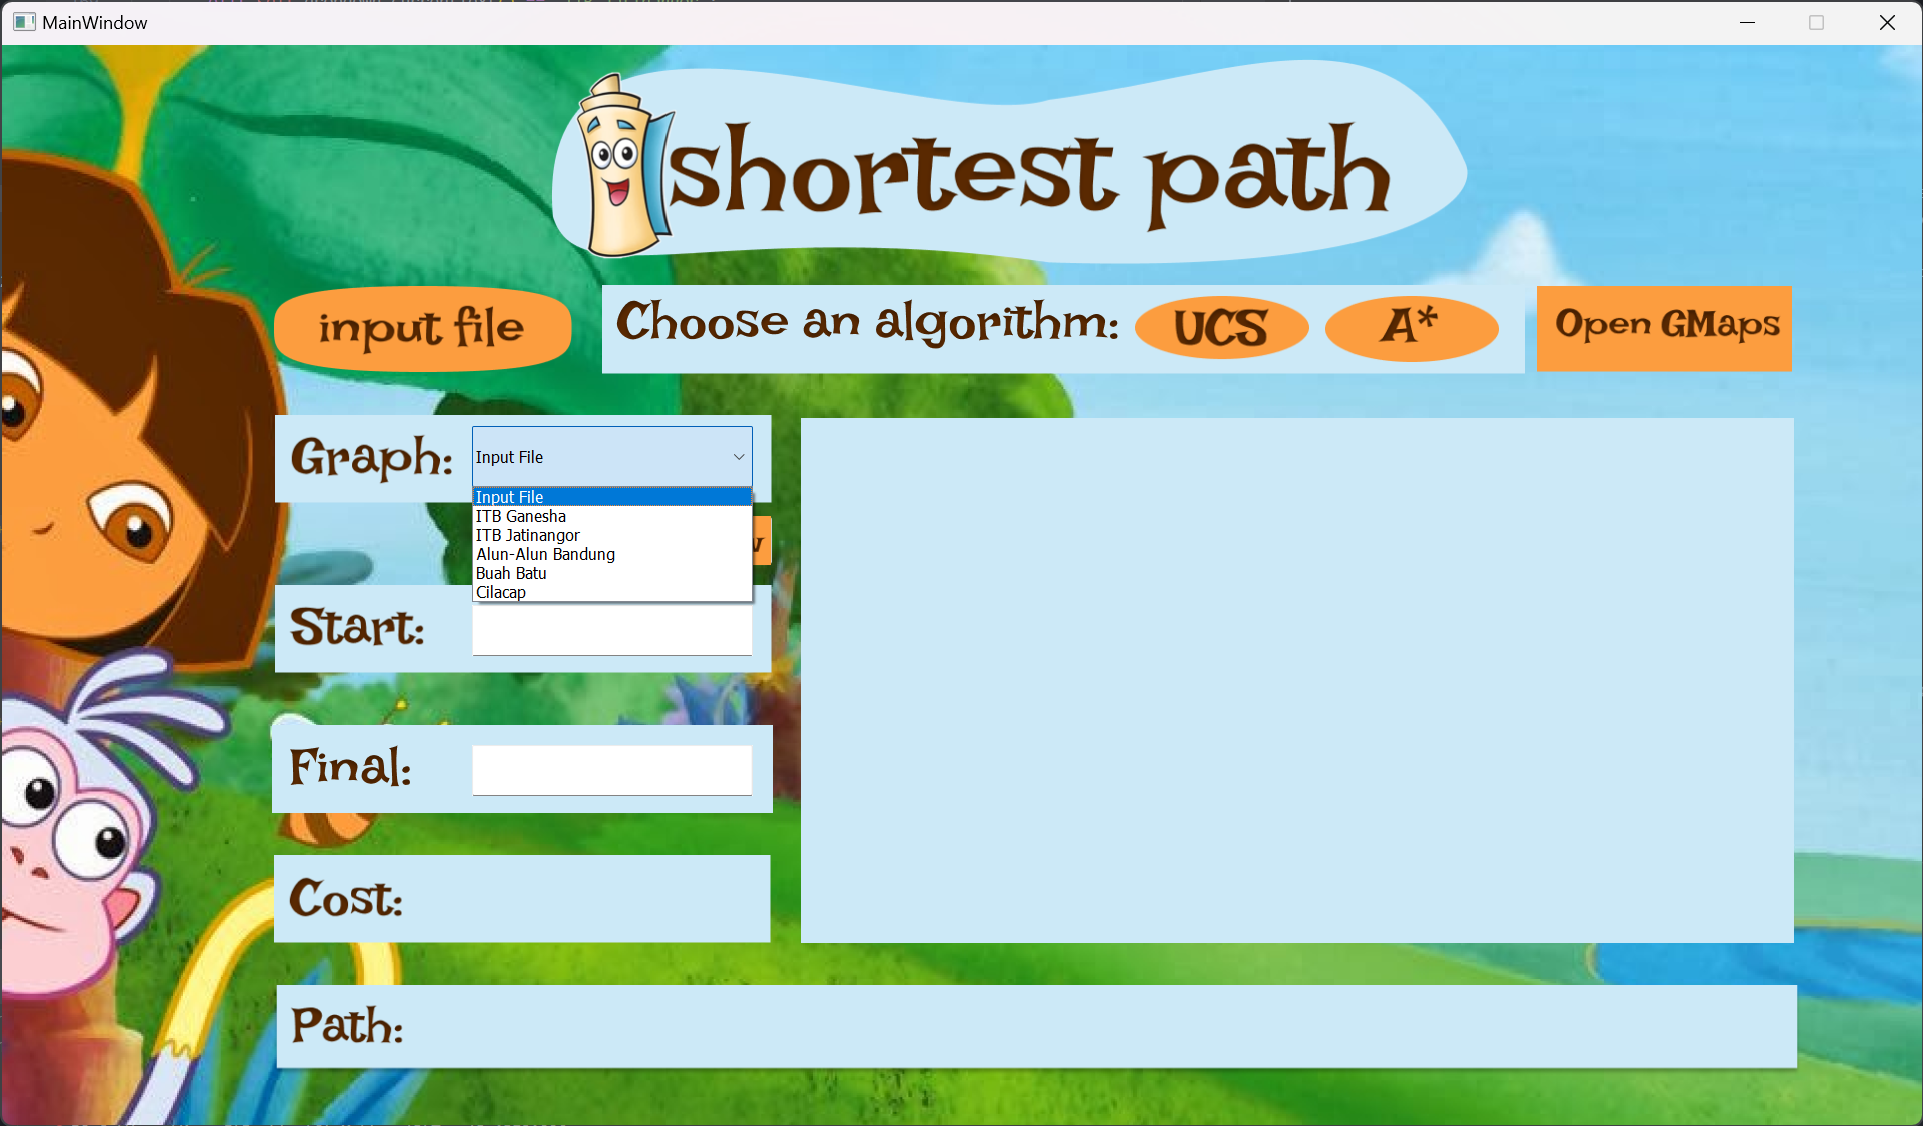 MainWindow
shortest path
input file
Choose an algorithm:
UCS
A*
Open GMaps
Graph:
Input File
Input File
ITB Ganesha
ITB Jatinangor
Alun-Alun Bandung
Buah Batu
Cilacap
Start:
Final:
Cost:
Path: